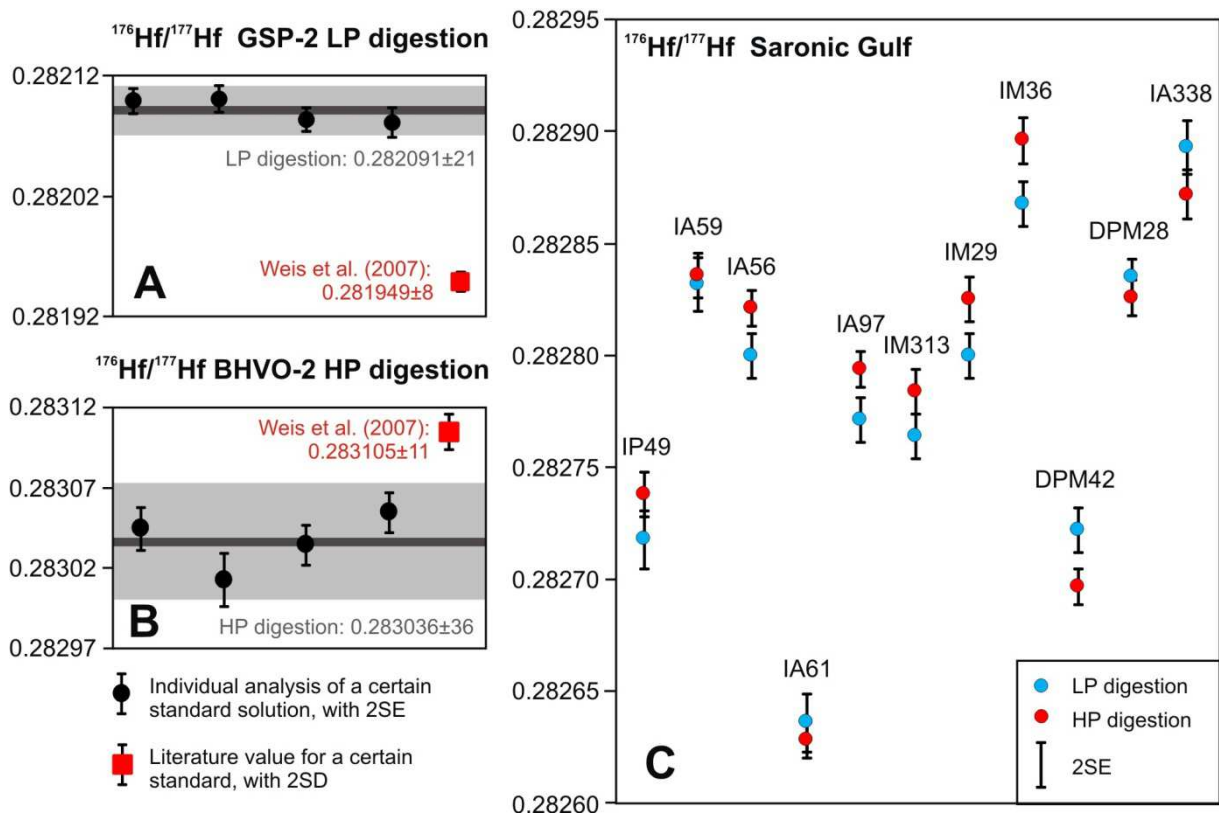 ¹⁷⁶Hf/¹⁷⁷Hf GSP-2 LP digestion
0.28212
0.28202
0.28192
LP digestion: 0.282091±21
Weis et al. (2007):
0.281949±8
A
¹⁷⁶Hf/¹⁷⁷Hf BHVO-2 HP digestion
0.28312
0.28307
0.28302
0.28297
Weis et al. (2007):
0.283105±11
HP digestion: 0.283036±36
B
Individual analysis of a certain
standard solution, with 2SE
Literature value for a certain
standard, with 2SD
0.28295
0.28290
0.28285
0.28280
0.28275
0.28270
0.28265
0.28260
¹⁷⁶Hf/¹⁷⁷Hf Saronic Gulf
IM36
IA338
IA59
IA56
IM29
DPM28
IA97
IM313
IP49
DPM42
IA61
C
LP digestion
HP digestion
2SE